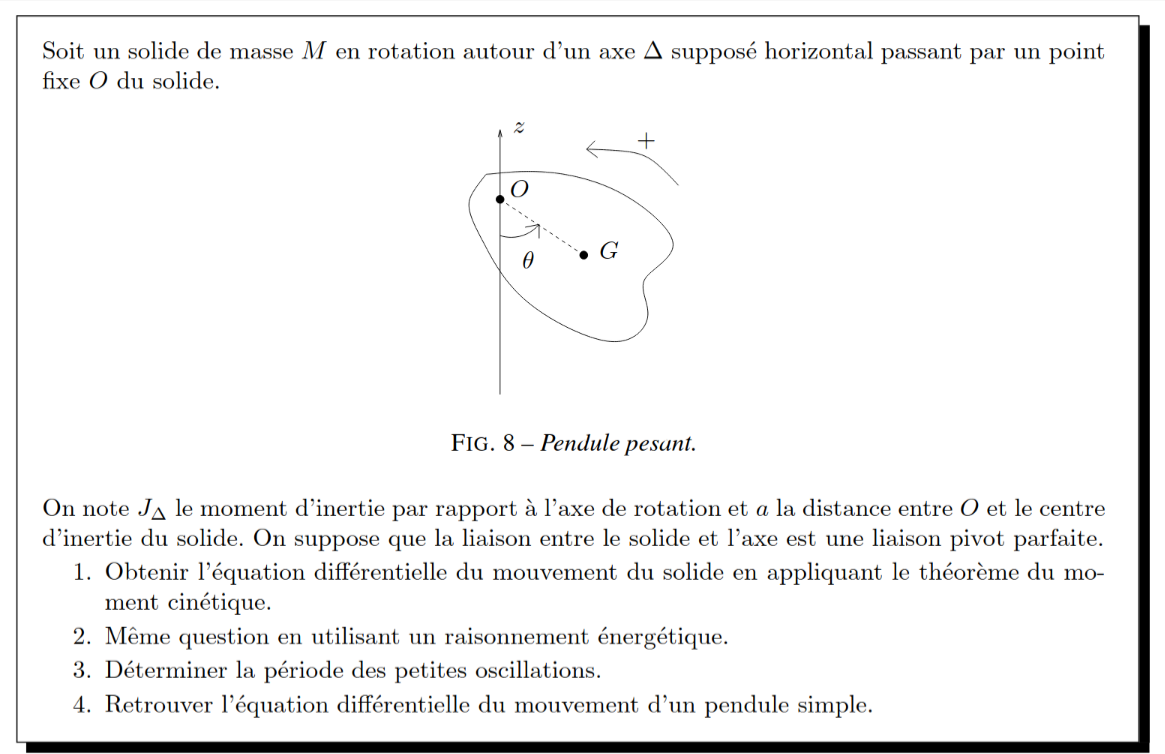 Soit un solide de masse M en rotation autour d'un axe Δ supposé horizontal passant par un point
fixe O du solide.
z
+
O
G
θ
FIG. 8 – Pendule pesant.
On note J_Δ le moment d'inertie par rapport à l'axe de rotation et a la distance entre O et le centre
d'inertie du solide. On suppose que la liaison entre le solide et l'axe est une liaison pivot parfaite.
1. Obtenir l'équation différentielle du mouvement du solide en appliquant le théorème du mo-
ment cinétique.
2. Même question en utilisant un raisonnement énergétique.
3. Déterminer la période des petites oscillations.
4. Retrouver l'équation différentielle du mouvement d'un pendule simple.